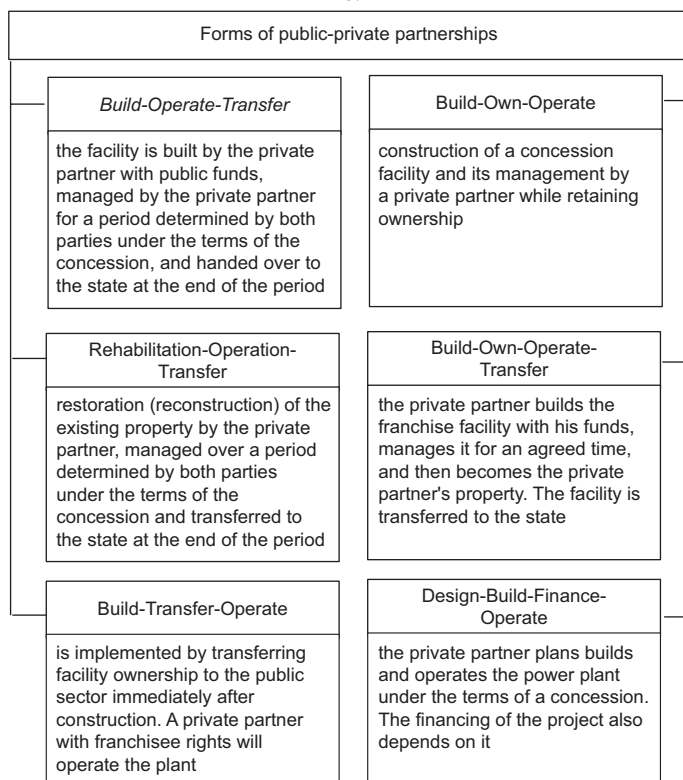 Forms of public-private partnerships
Build-Operate-Transfer
the facility is built by the private
partner with public funds,
managed by the private partner
for a period determined by both
parties under the terms of the
concession, and handed over to
the state at the end of the period
Build-Own-Operate
construction of a concession
facility and its management by
a private partner while retaining
ownership
Rehabilitation-Operation-
Transfer
restoration (reconstruction) of the
existing property by the private
partner, managed over a period
determined by both parties
under the terms of the
concession and transferred to
the state at the end of the period
Build-Own-Operate-
Transfer
the private partner builds the
franchise facility with his funds,
manages it for an agreed time,
and then becomes the private
partner's property. The facility is
transferred to the state
Build-Transfer-Operate
is implemented by transferring
facility ownership to the public
sector immediately after
construction. A private partner
with franchisee rights will
operate the plant
Design-Build-Finance-
Operate
the private partner plans builds
and operates the power plant
under the terms of a concession.
The financing of the project also
depends on it